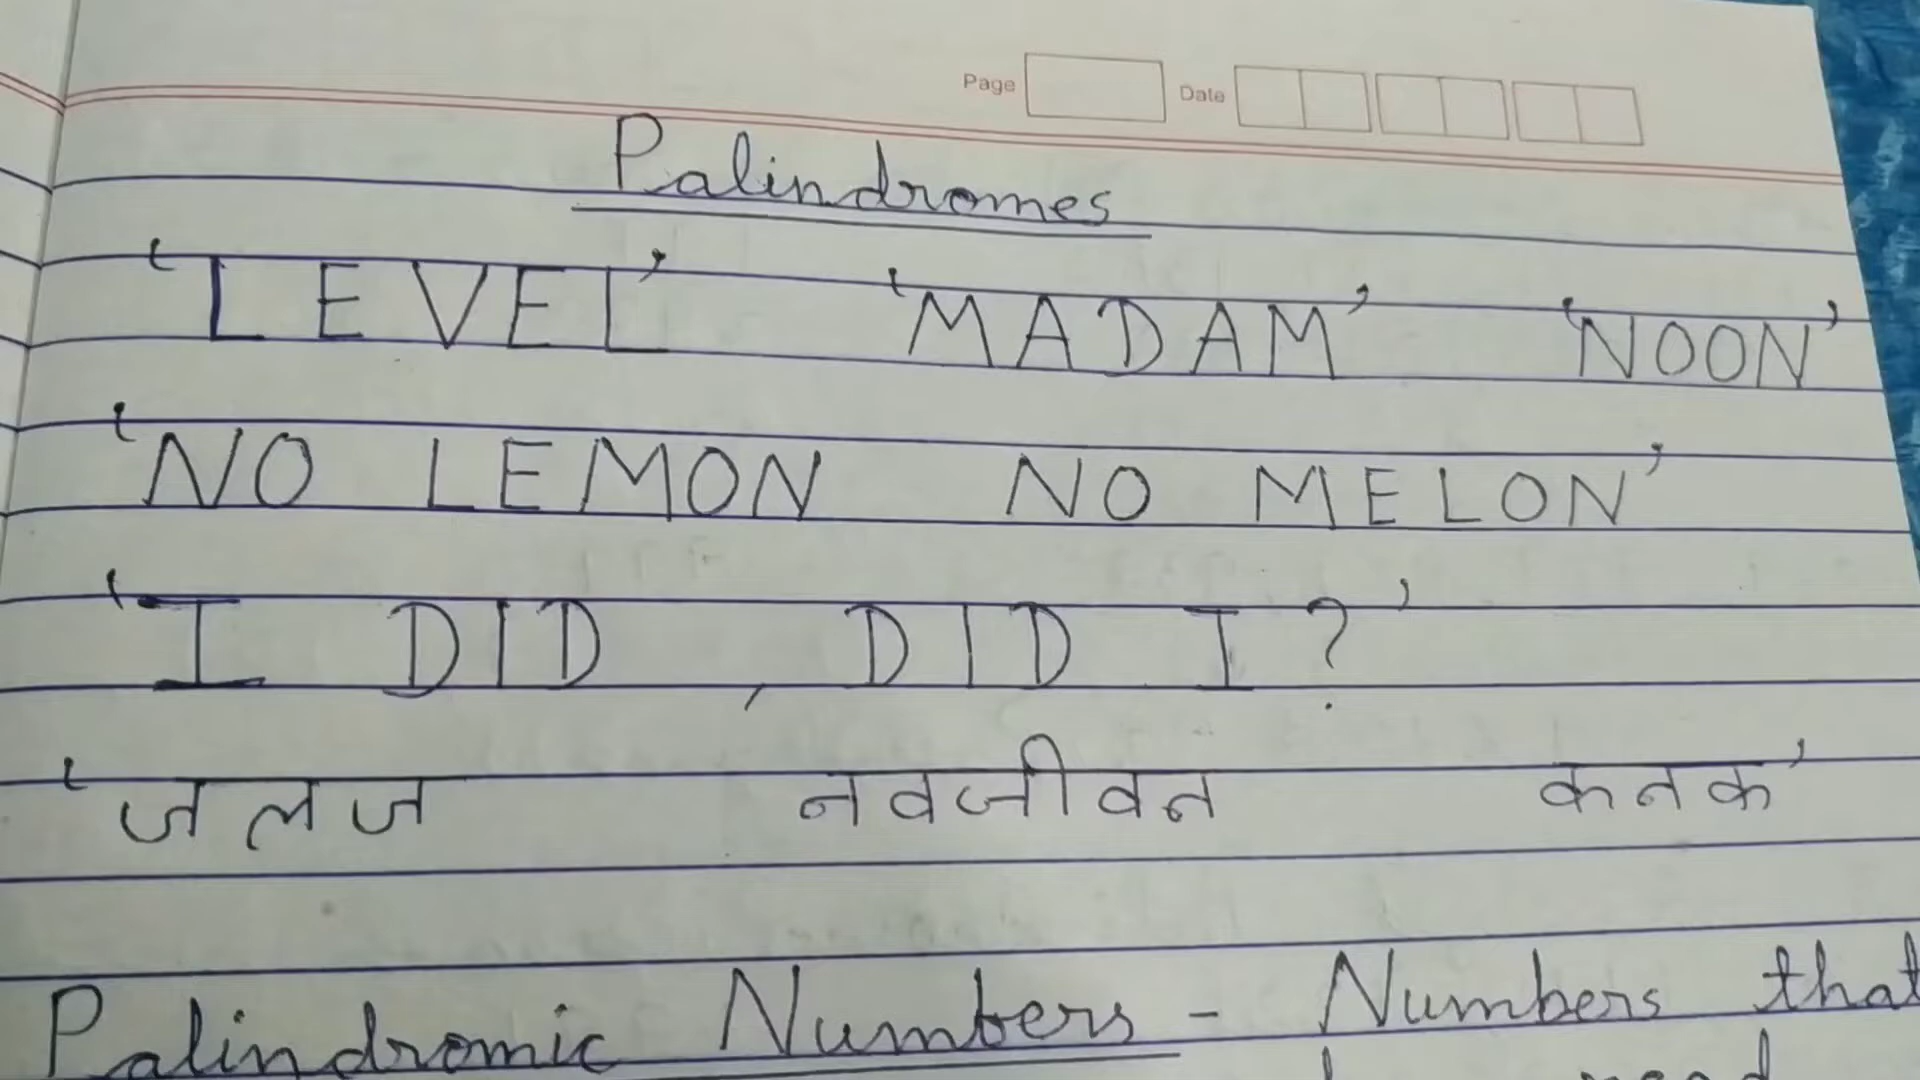 Page Date
Palindromes
'LEVEL' 'MADAM' 'NOON'
'NO LEMON NO MELON'
'I DID, DID I?'
'जलज नवजीवन कनक'
Palindromic Numbers - Numbers that
read